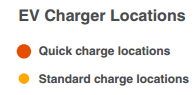 EV Charger Locations
Quick charge locations
Standard charge locations